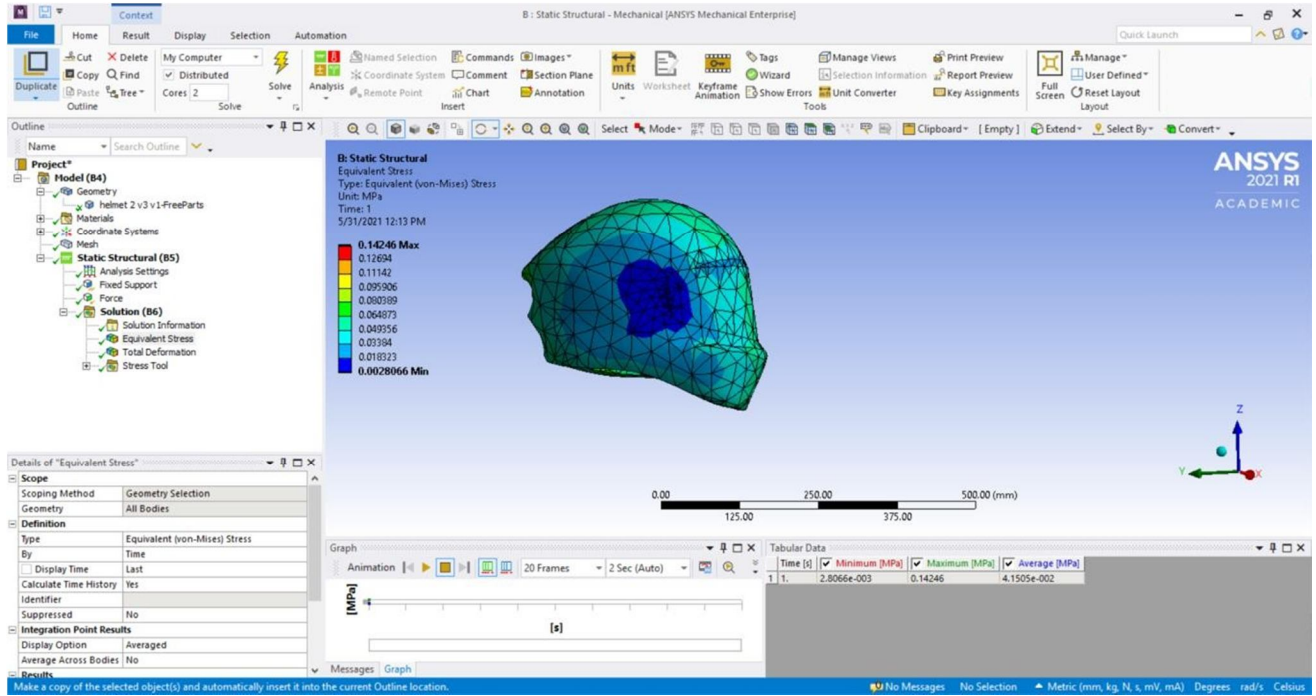 Context
B : Static Structural - Mechanical [ANSYS Mechanical Enterprise]
File Home Result Display Selection Automation
Quick Launch
Duplicate
Cut
Copy
Paste
Delete
Find
Tree
Outline
My Computer
Distributed
Cores 2
Solve
Solve
Analysis
Named Selection
Coordinate System
Remote Point
Commands
Comment
Chart
Images
Section Plane
Annotation
Insert
Units
Worksheet
Keyframe
Animation
Tags
Wizard
Show Errors
Manage Views
Selection Information
Unit Converter
Print Preview
Report Preview
Key Assignments
Tools
Full
Screen
Manage
User Defined
Reset Layout
Layout
Outline
Name Search Outline
Select Mode Clipboard [ Empty ] Extend Select By Convert
Project*
Model (B4)
Geometry
helmet 2 v3 v1-FreeParts
Materials
Coordinate Systems
Mesh
Static Structural (B5)
Analysis Settings
Fixed Support
Force
Solution (B6)
Solution Information
Equivalent Stress
Total Deformation
Stress Tool
B: Static Structural
Equivalent Stress
Type: Equivalent (von-Mises) Stress
Unit: MPa
Time: 1
5/31/2021 12:13 PM
0.14246 Max
0.12694
0.11142
0.095906
0.080389
0.064873
0.049356
0.03384
0.018323
0.0028066 Min
ANSYS
2021 R1
ACADEMIC
Z
Y
X
0.00 250.00 500.00 (mm)
125.00 375.00
Details of "Equivalent Stress"
Scope
Scoping Method Geometry Selection
Geometry All Bodies
Definition
Type Equivalent (von-Mises) Stress
By Time
Display Time Last
Calculate Time History Yes
Identifier
Suppressed No
Integration Point Results
Display Option Averaged
Average Across Bodies No
Results
Graph
Animation 20 Frames 2 Sec (Auto)
[MPa]
[s]
Messages Graph
Tabular Data
Time [s] Minimum [MPa] Maximum [MPa] Average [MPa]
1 1. 2.8066e-003 0.14246 4.1505e-002
Make a copy of the selected object(s) and automatically insert it into the current Outline location.
No Messages No Selection Metric (mm, kg, N, s, mV, mA) Degrees rad/s Celsius